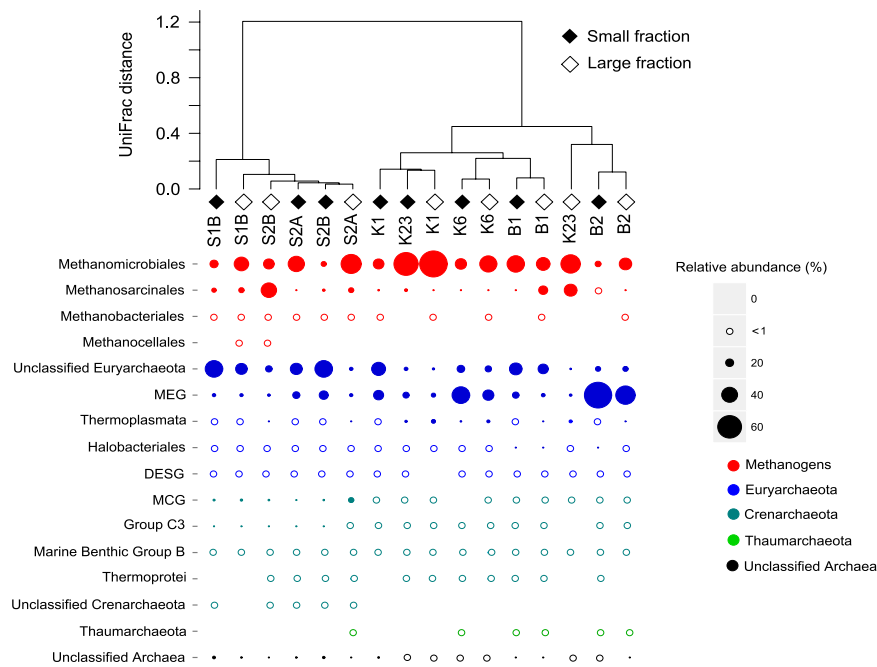 UniFrac distance
1.2
0.8
0.4
0.0
Small fraction
Large fraction
S1B
S1B
S2B
S2A
S2B
S2A
K1
K23
K1
K6
K6
B1
B1
K23
B2
B2
Methanomicrobiales
Methanosarcinales
Methanobacteriales
Methanocellales
Unclassified Euryarchaeota
MEG
Thermoplasmata
Halobacteriales
DESG
MCG
Group C3
Marine Benthic Group B
Thermoprotei
Unclassified Crenarchaeota
Thaumarchaeota
Unclassified Archaea
Relative abundance (%)
0
<1
20
40
60
Methanogens
Euryarchaeota
Crenarchaeota
Thaumarchaeota
Unclassified Archaea